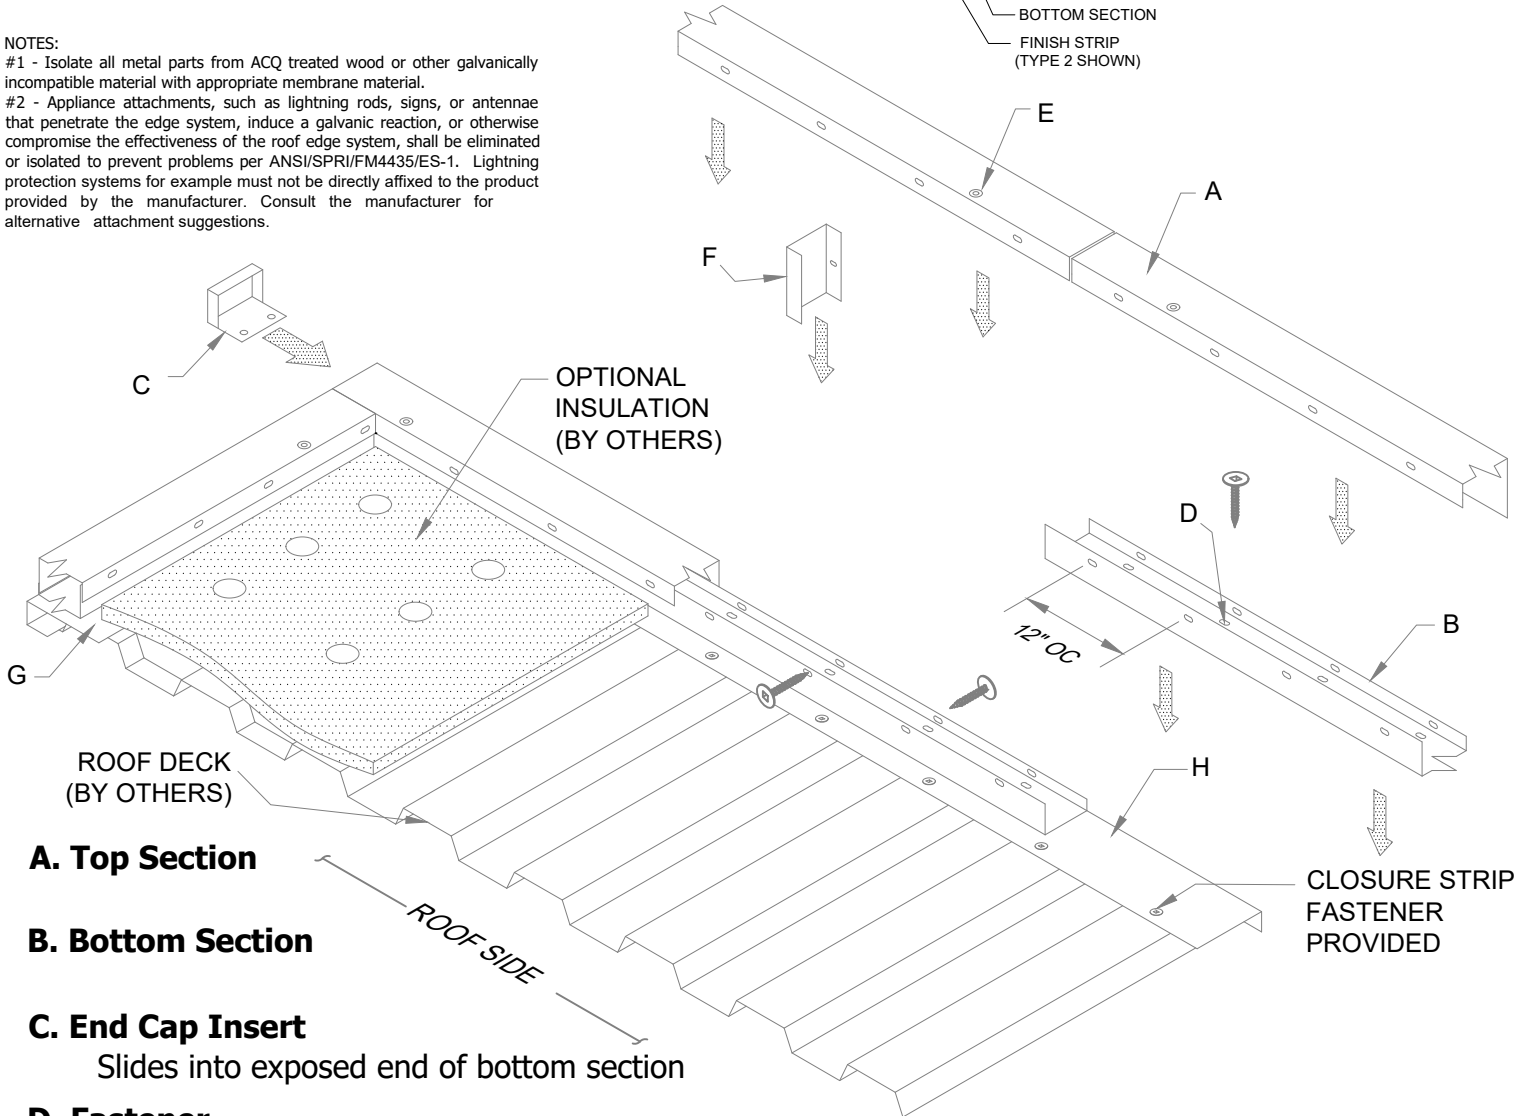 NOTES:
#1 - Isolate all metal parts from ACQ treated wood or other galvanically
incompatible material with appropriate membrane material.
#2 - Appliance attachments, such as lightning rods, signs, or antennae
that penetrate the edge system, induce a galvanic reaction, or otherwise
compromise the effectiveness of the roof edge system, shall be eliminated
or isolated to prevent problems per ANSI/SPRI/FM4435/ES-1. Lightning
protection systems for example must not be directly affixed to the product
provided by the manufacturer. Consult the manufacturer for
alternative attachment suggestions.
BOTTOM SECTION
FINISH STRIP
(TYPE 2 SHOWN)
E
A
F
C
OPTIONAL
INSULATION
(BY OTHERS)
D
12" OC
B
G
H
ROOF DECK
(BY OTHERS)
ROOF SIDE
CLOSURE STRIP
FASTENER
PROVIDED
A. Top Section
B. Bottom Section
C. End Cap Insert
Slides into exposed end of bottom section
D. Fastener